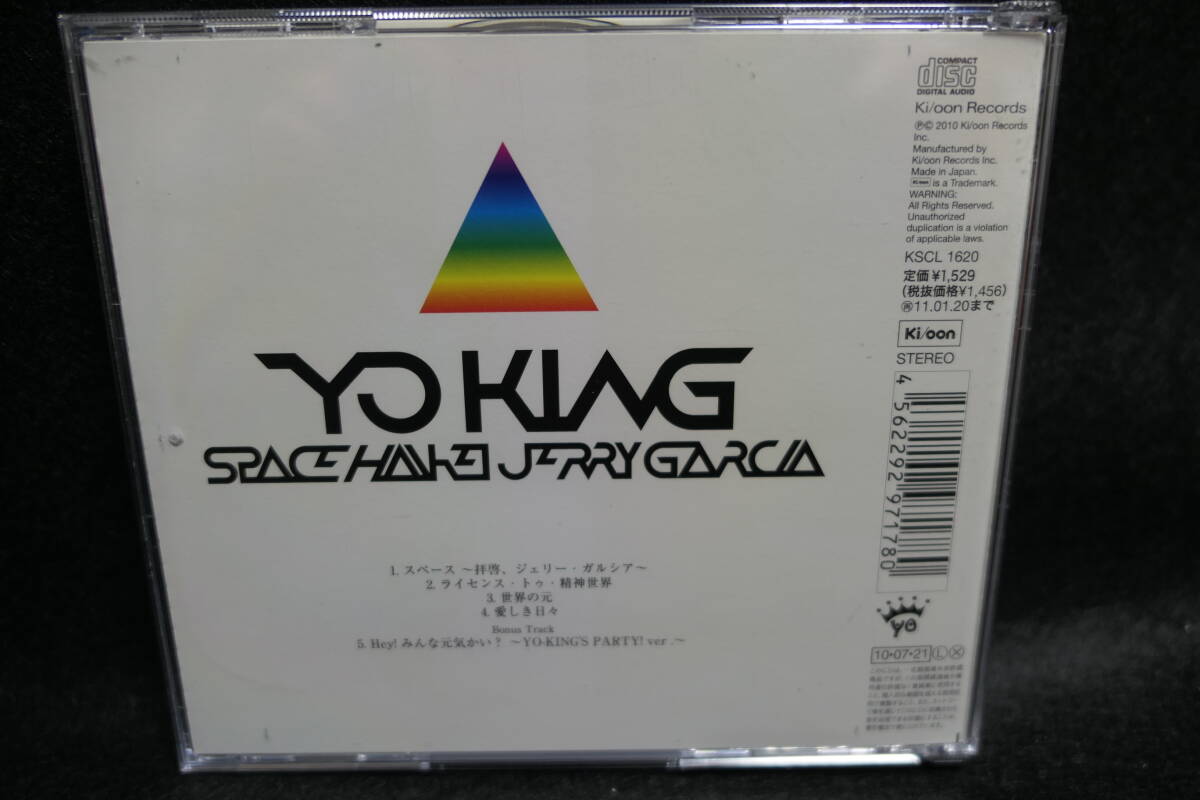 YO KING
SPACE HAIKEI JERRY GARCIA
1. スペース ～拝啓、ジェリー・ガルシア～
2. ライセンス・トゥ・精神世界
3. 世界の元
4. 愛しき日々
Bonus Track
5. Hey! みんな元気かい？ ～YO-KING'S PARTY! ver.～
COMPACT
disc
DIGITAL AUDIO
Ki/oon Records
Ⓟ© 2010 Ki/oon Records
Inc.
Manufactured by
Ki/oon Records Inc.
Made in Japan.
Ki/oon is a Trademark.
WARNING:
All Rights Reserved.
Unauthorized
duplication is a violation
of applicable laws.
KSCL 1620
定価¥1,529
(税抜価格¥1,456)
㊞11.01.20まで
Ki/oon
STEREO
4 562292 971780
YO
10・07・21 Ⓛ Ⓧ